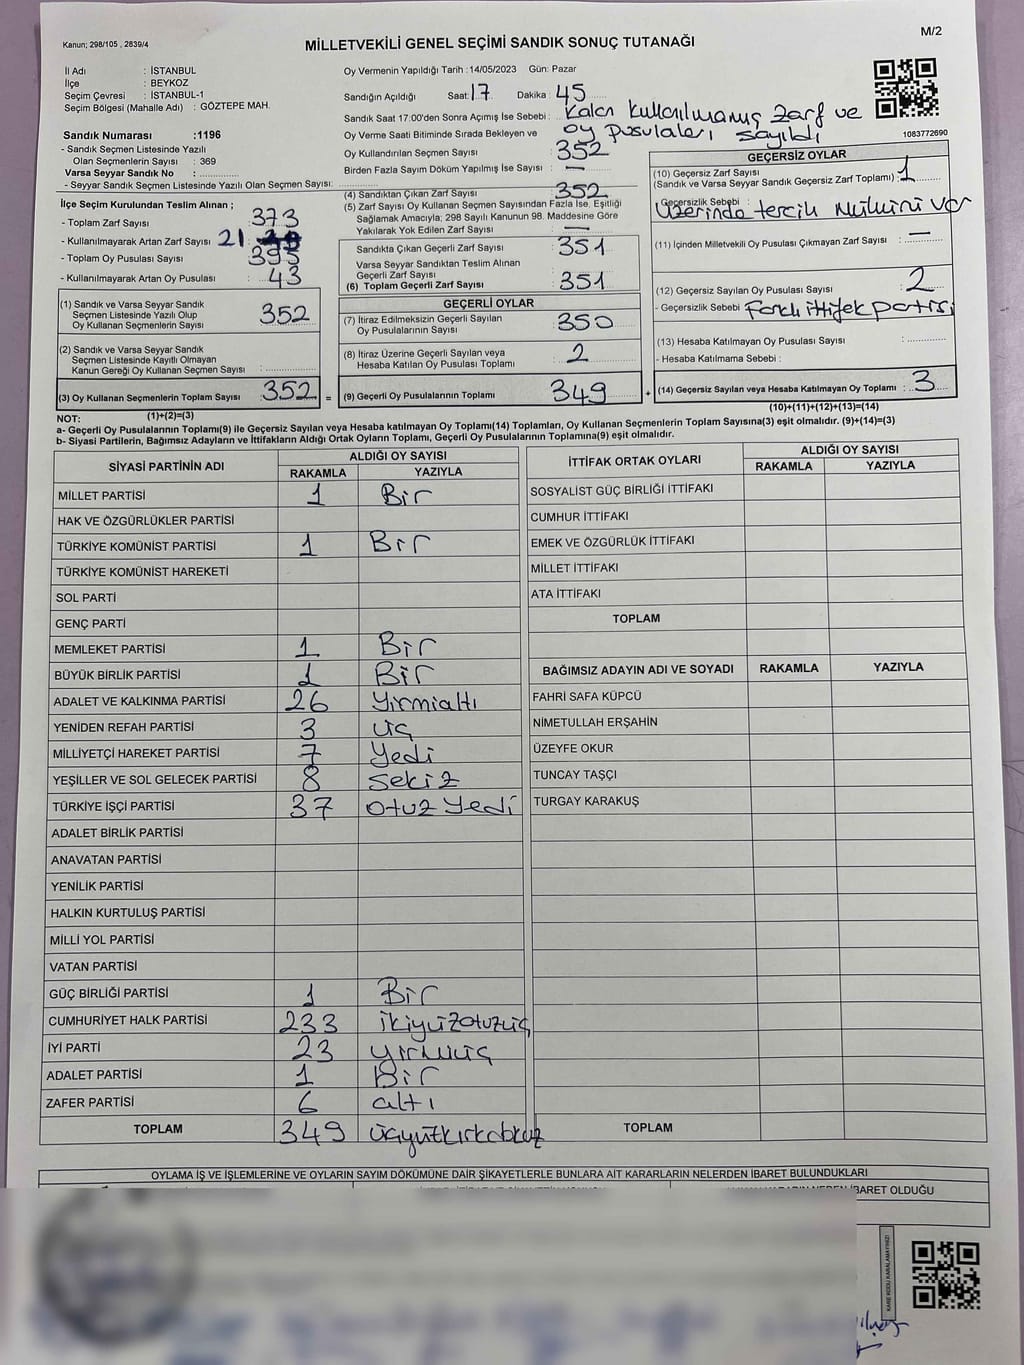 Kanun; 298/105 , 2839/4
M/2
MİLLETVEKİLİ GENEL SEÇİMİ SANDIK SONUÇ TUTANAĞI
İl Adı : İSTANBUL
İlçe : BEYKOZ
Seçim Çevresi : İSTANBUL-1
Seçim Bölgesi (Mahalle Adı) : GÖZTEPE MAH.
Sandık Numarası :1196
- Sandık Seçmen Listesinde Yazılı
Olan Seçmenlerin Sayısı : 369
Varsa Seyyar Sandık No :
- Seyyar Sandık Seçmen Listesinde Yazılı Olan Seçmen Sayısı:
İlçe Seçim Kurulundan Teslim Alınan ;
- Toplam Zarf Sayısı : 373
- Kullanılmayarak Artan Zarf Sayısı 21
- Toplam Oy Pusulası Sayısı : 395
- Kullanılmayarak Artan Oy Pusulası : 43
(1) Sandık ve Varsa Seyyar Sandık
Seçmen Listesinde Yazılı Olup
Oy Kullanan Seçmenlerin Sayısı 352
(2) Sandık ve Varsa Seyyar Sandık
Seçmen Listesinde Kayıtlı Olmayan
Kanun Gereği Oy Kullanan Seçmen Sayısı :
(3) Oy Kullanan Seçmenlerin Toplam Sayısı 352 =
(1)+(2)=(3)
Oy Vermenin Yapıldığı Tarih :14/05/2023 Gün: Pazar
Sandığın Açıldığı Saat: 17 Dakika : 45
Sandık Saat 17:00'den Sonra Açımış İse Sebebi : Kalan kullanılmamış zarf ve
oy pusulaları sayıldı
Oy Verme Saati Bitiminde Sırada Bekleyen ve
Oy Kullandırılan Seçmen Sayısı : 352
Birden Fazla Sayım Döküm Yapılmış İse Sayısı : —
(4) Sandıktan Çıkan Zarf Sayısı : 352
(5) Zarf Sayısı Oy Kullanan Seçmen Sayısından Fazla İse, Eşitliği
Sağlamak Amacıyla; 298 Sayılı Kanunun 98. Maddesine Göre
Yakılarak Yok Edilen Zarf Sayısı : —
Sandıkta Çıkan Geçerli Zarf Sayısı : 351
Varsa Seyyar Sandıktan Teslim Alınan
Geçerli Zarf Sayısı
(6) Toplam Geçerli Zarf Sayısı : 351
GEÇERLİ OYLAR
(7) İtiraz Edilmeksizin Geçerli Sayılan
Oy Pusulalarının Sayısı : 350
(8) İtiraz Üzerine Geçerli Sayılan veya
Hesaba Katılan Oy Pusulası Toplamı : 2
(9) Geçerli Oy Pusulalarının Toplamı : 349 +
1083772690
GEÇERSİZ OYLAR
(10) Geçersiz Zarf Sayısı
(Sandık ve Varsa Seyyar Sandık Geçersiz Zarf Toplamı) : 1
Geçersizlik Sebebi :
Üzerinde tercih mührü var
(11) İçinden Milletvekili Oy Pusulası Çıkmayan Zarf Sayısı : —
(12) Geçersiz Sayılan Oy Pusulası Sayısı : 2
- Geçersizlik Sebebi : Farklı ittifak partisi
(13) Hesaba Katılmayan Oy Pusulası Sayısı :
- Hesaba Katılmama Sebebi :
(14) Geçersiz Sayılan veya Hesaba Katılmayan Oy Toplamı : 3
(10)+(11)+(12)+(13)=(14)
NOT:
a- Geçerli Oy Pusulalarının Toplamı(9) ile Geçersiz Sayılan veya Hesaba Katılmayan Oy Toplamı(14) Toplamları, Oy Kullanan Seçmenlerin Toplam Sayısına(3) eşit olmalıdır. (9)+(14)=(3)
b- Siyasi Partilerin, Bağımsız Adayların ve İttifakların Aldığı Ortak Oyların Toplamı, Geçerli Oy Pusulalarının Toplamına(9) eşit olmalıdır.
SİYASİ PARTİNİN ADI ALDIĞI OY SAYISI
RAKAMLA YAZIYLA
MİLLET PARTİSİ 1 Bir
HAK VE ÖZGÜRLÜKLER PARTİSİ
TÜRKİYE KOMÜNİST PARTİSİ 1 Bir
TÜRKİYE KOMÜNİST HAREKETİ
SOL PARTİ
GENÇ PARTİ
MEMLEKET PARTİSİ 1 Bir
BÜYÜK BİRLİK PARTİSİ 1 Bir
ADALET VE KALKINMA PARTİSİ 26 Yirmialtı
YENİDEN REFAH PARTİSİ 3 üç
MİLLİYETÇİ HAREKET PARTİSİ 7 Yedi
YEŞİLLER VE SOL GELECEK PARTİSİ 8 sekiz
TÜRKİYE İŞÇİ PARTİSİ 37 otuz yedi
ADALET BİRLİK PARTİSİ
ANAVATAN PARTİSİ
YENİLİK PARTİSİ
HALKIN KURTULUŞ PARTİSİ
MİLLİ YOL PARTİSİ
VATAN PARTİSİ
GÜÇ BİRLİĞİ PARTİSİ 1 Bir
CUMHURİYET HALK PARTİSİ 233 ikiyüzotuzüç
İYİ PARTİ 23 yirmiüç
ADALET PARTİSİ 1 Bir
ZAFER PARTİSİ 6 altı
TOPLAM 349
İTTİFAK ORTAK OYLARI ALDIĞI OY SAYISI
RAKAMLA YAZIYLA
SOSYALİST GÜÇ BİRLİĞİ İTTİFAKI
CUMHUR İTTİFAKI
EMEK VE ÖZGÜRLÜK İTTİFAKI
MİLLET İTTİFAKI
ATA İTTİFAKI
TOPLAM
BAĞIMSIZ ADAYIN ADI VE SOYADI RAKAMLA YAZIYLA
FAHRİ SAFA KÜPCÜ
NİMETULLAH ERŞAHİN
ÜZEYFE OKUR
TUNCAY TAŞÇI
TURGAY KARAKUŞ
TOPLAM
OYLAMA İŞ VE İŞLEMLERİNE VE OYLARIN SAYIM DÖKÜMÜNE DAİR ŞİKAYETLERLE BUNLARA AİT KARARLARIN NELERDEN İBARET BULUNDUKLARI
İBARET OLDUĞU
KARE KODU KARALAMAYINIZ!